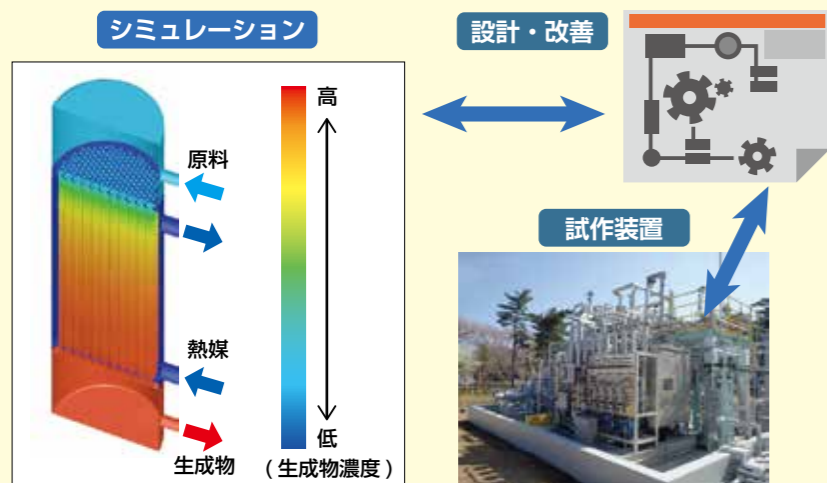 シミュレーション
設計・改善
高
原料
試作装置
熱媒
低
生成物
(生成物濃度)